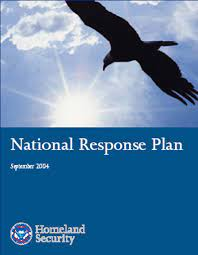 National Response Plan
September 2004
Homeland
Security